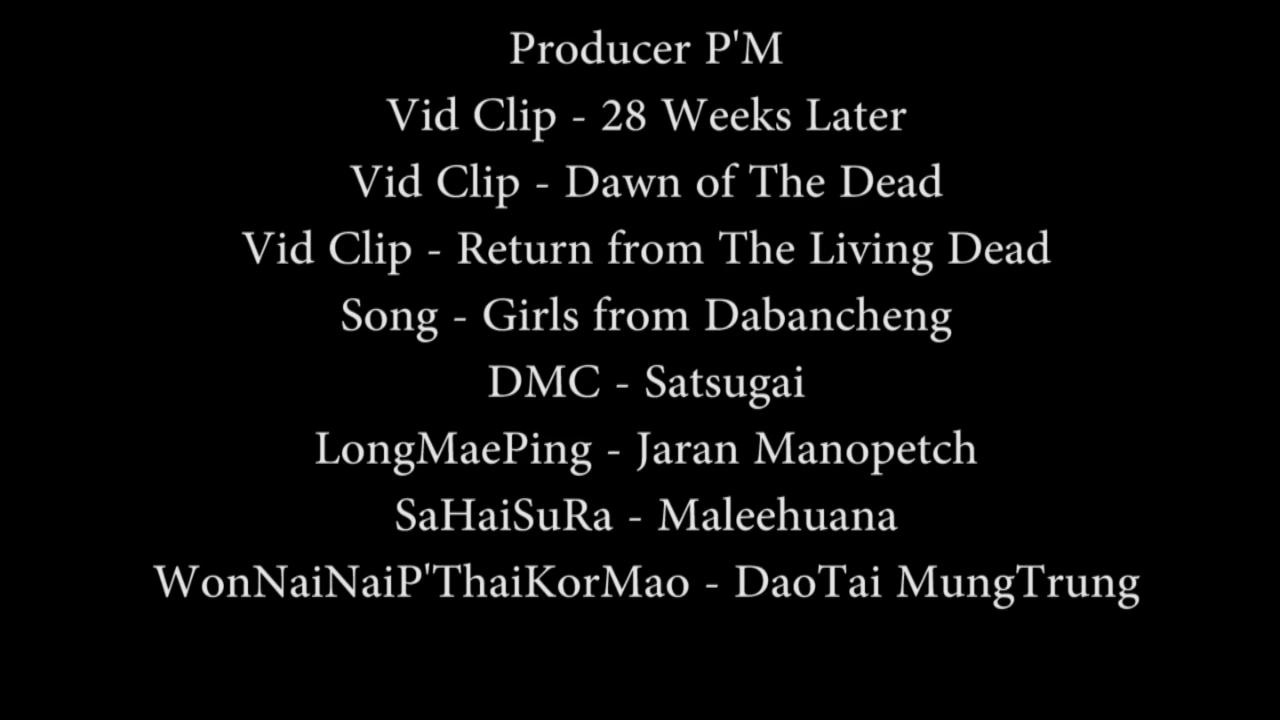 Producer P'M
Vid Clip - 28 Weeks Later
Vid Clip - Dawn of The Dead
Vid Clip - Return from The Living Dead
Song - Girls from Dabancheng
DMC - Satsugai
LongMaePing - Jaran Manopetch
SaHaiSuRa - Maleehuana
WonNaiNaiP'ThaiKorMao - DaoTai MungTrung